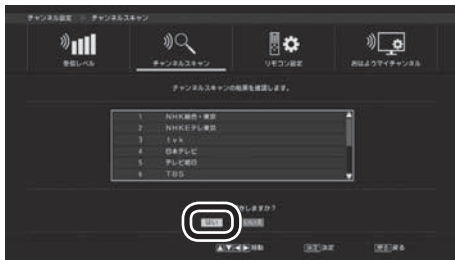 チャンネル設定 > チャンネルスキャン
受信レベル
チャンネルスキャン
リモコン設定
おはようマイチャンネル
チャンネルスキャンの結果を確認します。
1 NHK総合・東京
2 NHKEテレ東京
3 tvk
4 日本テレビ
5 テレビ朝日
6 TBS
しますか?
はい いいえ
▲▼◀▶移動 決定 決定 戻る 戻る